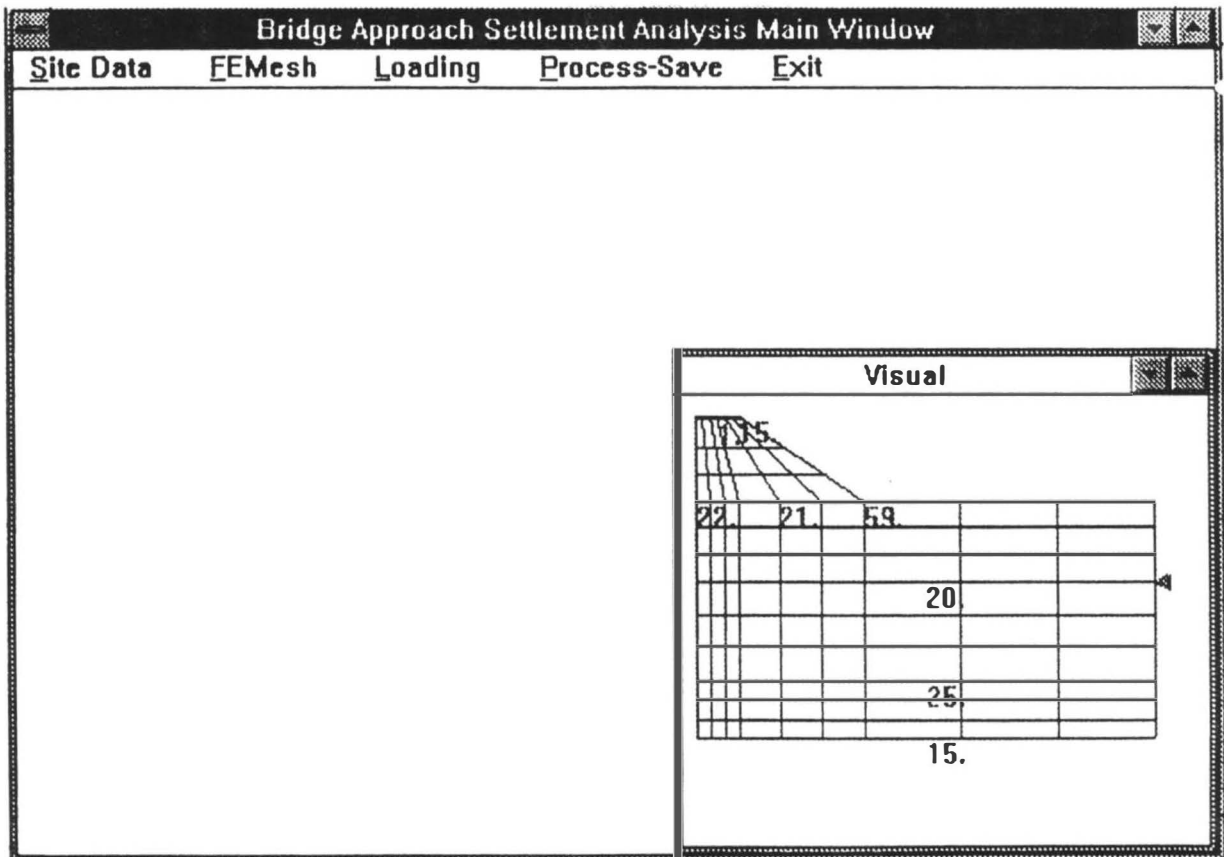 Bridge Approach Settlement Analysis Main Window
Site Data FEMesh Loading Process-Save Exit
Visual
22. 21. 59.
20.
25.
15.